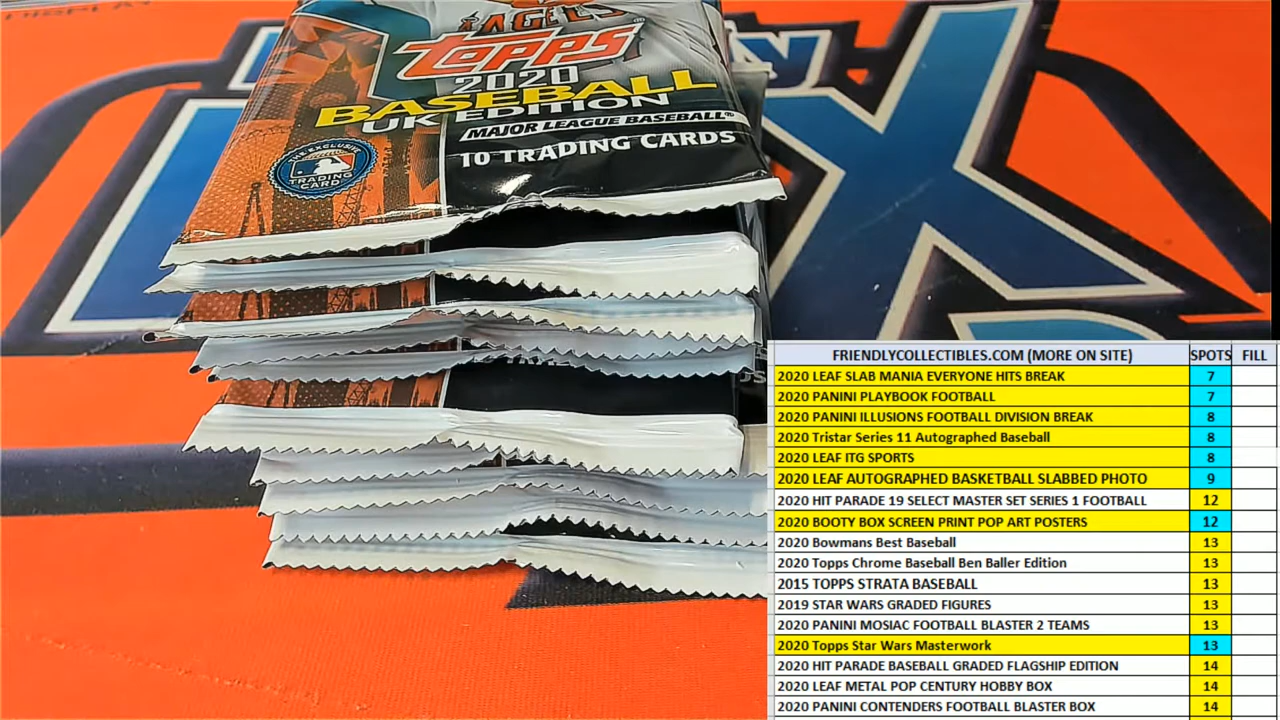 DISPLAY
ANGELS
TOPPS
2020
BASEBALL
UK EDITION
MAJOR LEAGUE BASEBALL®
10 TRADING CARDS
THE EXCLUSIVE
TRADING CARD
FRIENDLYCOLLECTIBLES.COM (MORE ON SITE) SPOTS FILL
2020 LEAF SLAB MANIA EVERYONE HITS BREAK 7
2020 PANINI PLAYBOOK FOOTBALL 7
2020 PANINI ILLUSIONS FOOTBALL DIVISION BREAK 8
2020 Tristar Series 11 Autographed Baseball 8
2020 LEAF ITG SPORTS 8
2020 LEAF AUTOGRAPHED BASKETBALL SLABBED PHOTO 9
2020 HIT PARADE 19 SELECT MASTER SET SERIES 1 FOOTBALL 12
2020 BOOTY BOX SCREEN PRINT POP ART POSTERS 12
2020 Bowmans Best Baseball 13
2020 Topps Chrome Baseball Ben Baller Edition 13
2015 TOPPS STRATA BASEBALL 13
2019 STAR WARS GRADED FIGURES 13
2020 PANINI MOSIAC FOOTBALL BLASTER 2 TEAMS 13
2020 Topps Star Wars Masterwork 13
2020 HIT PARADE BASEBALL GRADED FLAGSHIP EDITION 14
2020 LEAF METAL POP CENTURY HOBBY BOX 14
2020 PANINI CONTENDERS FOOTBALL BLASTER BOX 14